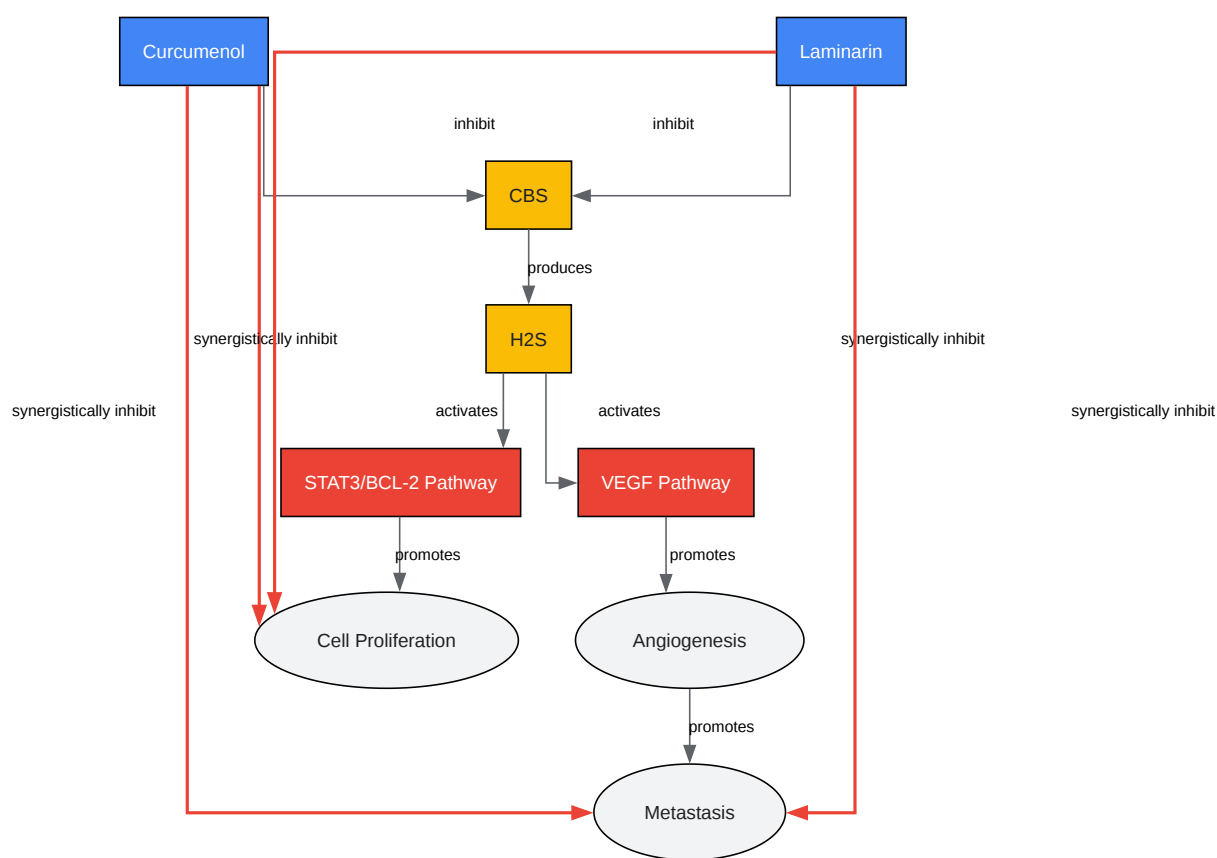 Curcumenol
Laminarin
inhibit
inhibit
CBS
produces
H2S
synergistically inhibit
synergistically inhibit
synergistically inhibit
activates
activates
synergistically inhibit
STAT3/BCL-2 Pathway
VEGF Pathway
promotes
promotes
Cell Proliferation
Angiogenesis
promotes
Metastasis